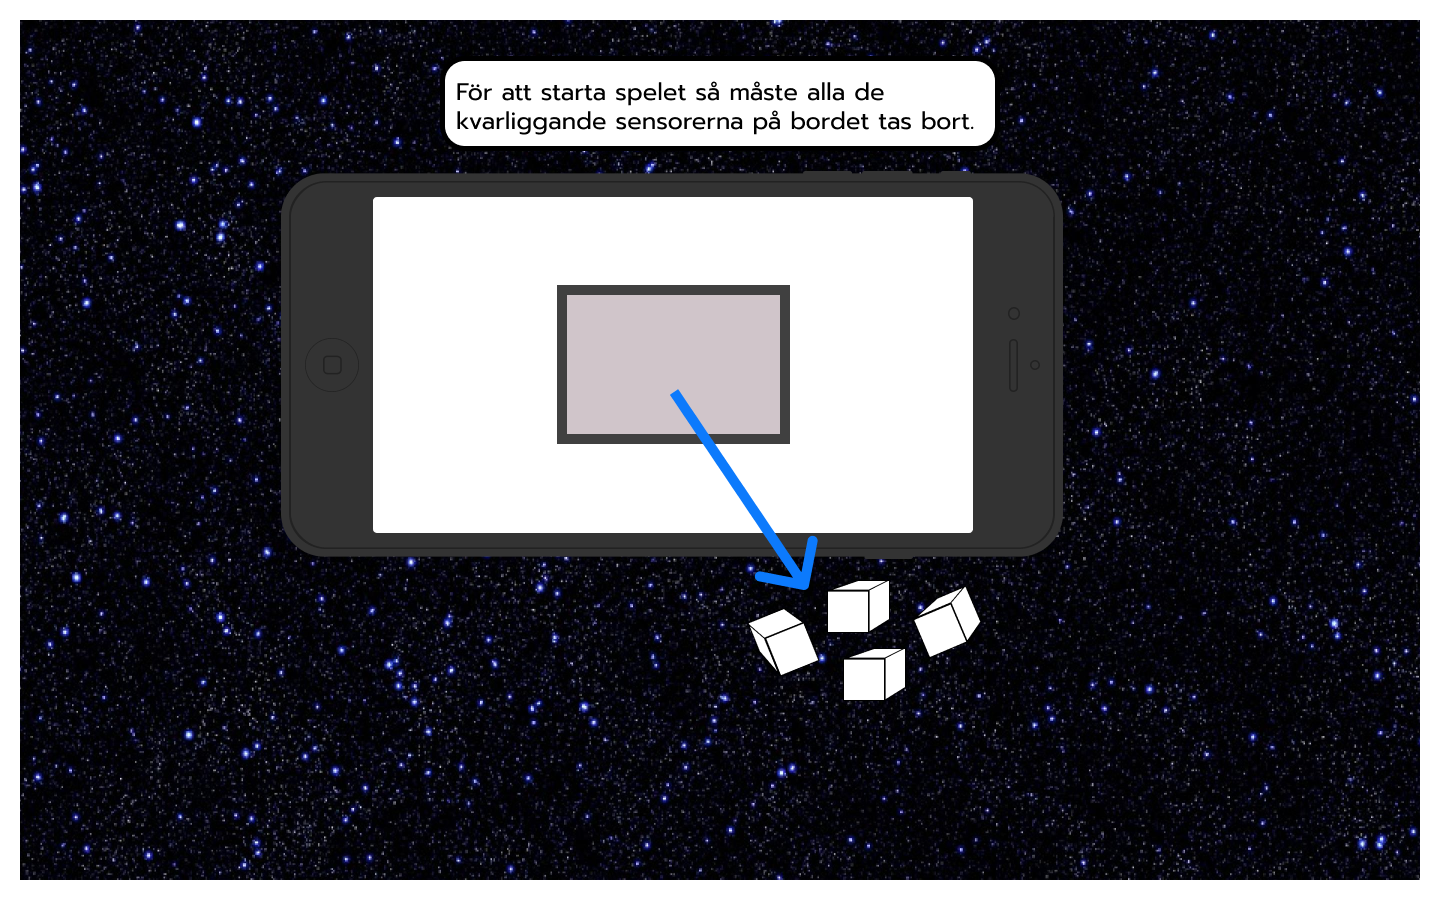 För att starta spelet så måste alla de
kvarliggande sensorerna på bordet tas bort.